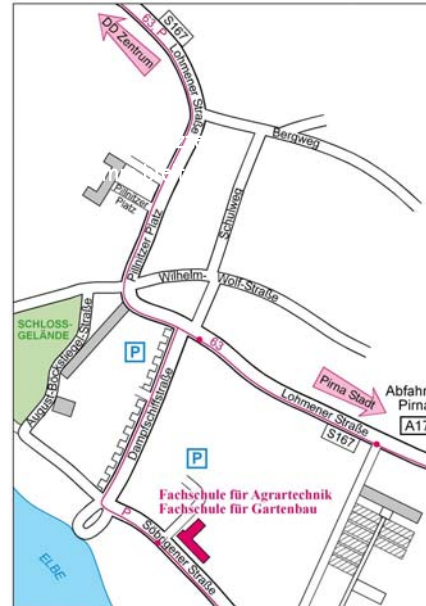 63 P
S167
DD Zentrum
Lohmener Straße
Bergweg
Pillnitzer
Platz
Pillnitzer Platz
Schulweg
Wilhelm- Wolf-Straße
SCHLOSS-
GELÄNDE
August-Böckstiegel-Straße
P
63
Dampfschiffstraße
Pirna Stadt
Abfahr
Pirna
A17
Lohmener Straße
S167
P
Fachschule für Agrartechnik
Fachschule für Gartenbau
P
Söbrigener Straße
ELBE